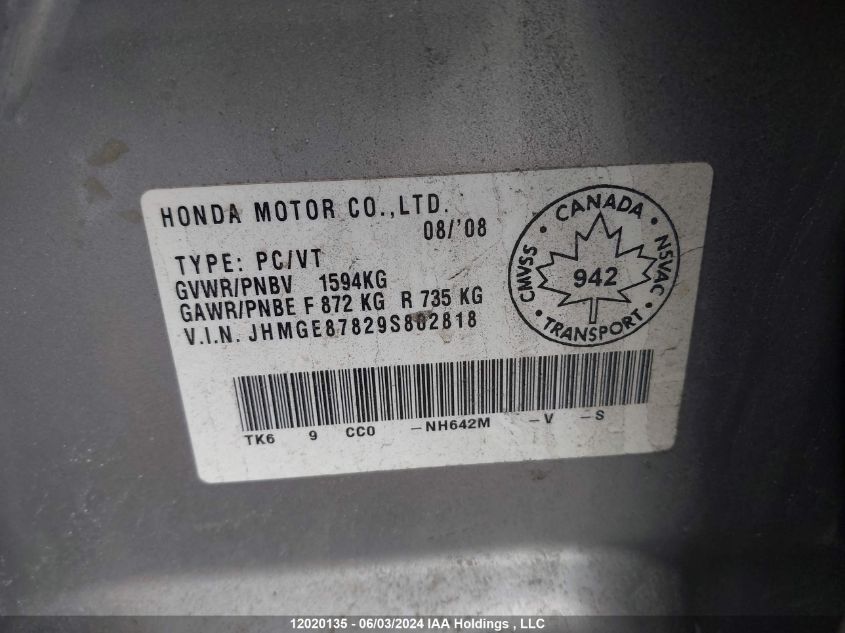 HONDA MOTOR CO.,LTD.
08/'08
TYPE: PC/VT
GVWR/PNBV 1594KG
GAWR/PNBE F 872 KG R 735 KG
V.I.N. JHMGE87829S802818
CANADA
CMVSS
942
NSVAC
TRANSPORT
TK6 9 CC0 -NH642M -V -S
12020135 - 06/03/2024 IAA Holdings , LLC